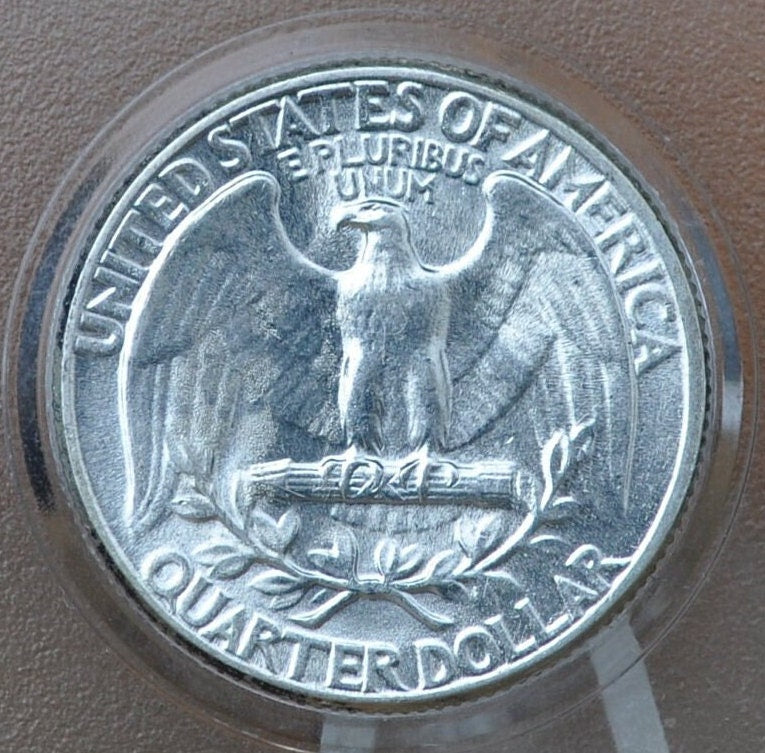 UNITED STATES OF AMERICA
E PLURIBUS
UNUM
QUARTER DOLLAR